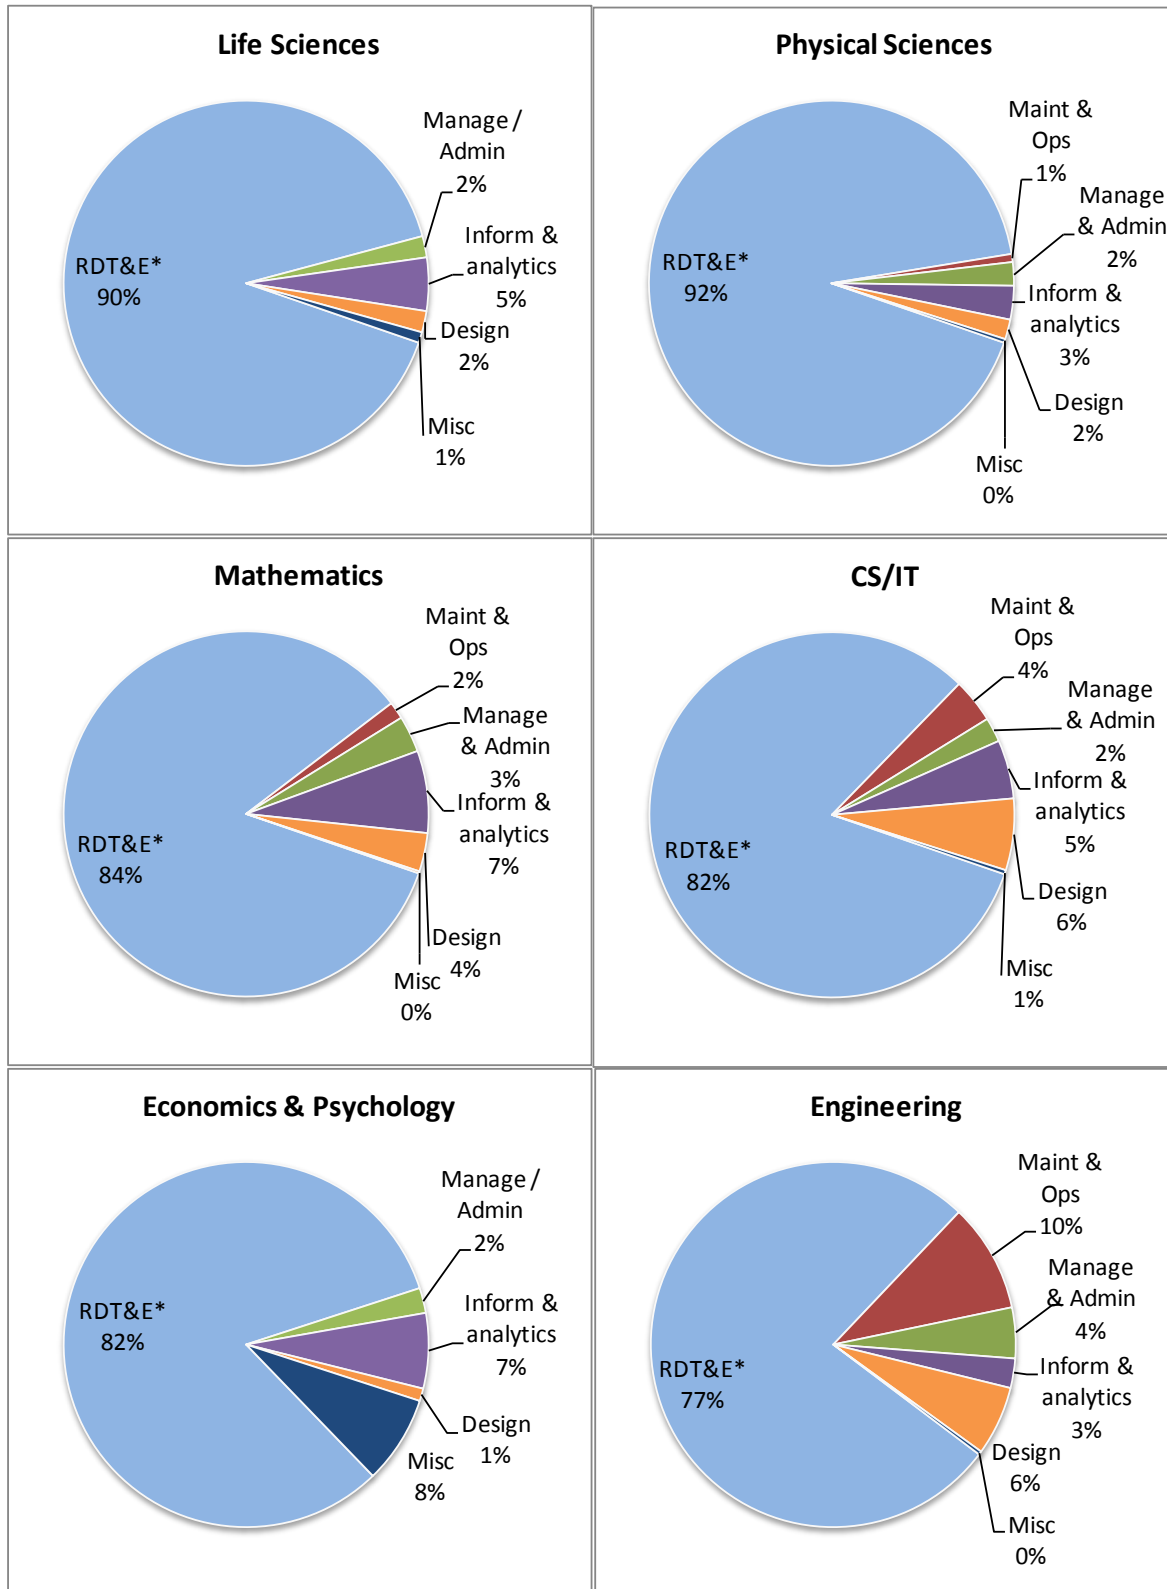 Life Sciences
Manage /
Admin
2%
Inform &
analytics
5%
RDT&E*
90%
Design
2%
Misc
1%
Physical Sciences
Maint &
Ops
1%
Manage
& Admin
2%
RDT&E*
92%
Inform &
analytics
3%
Design
2%
Misc
0%
Mathematics
Maint &
Ops
2%
Manage
& Admin
3%
Inform &
analytics
7%
RDT&E*
84%
Design
4%
Misc
0%
CS/IT
Maint &
Ops
4%
Manage
& Admin
2%
Inform &
analytics
5%
RDT&E*
82%
Design
6%
Misc
1%
Economics & Psychology
Manage /
Admin
2%
Inform &
analytics
7%
RDT&E*
82%
Design
1%
Misc
8%
Engineering
Maint &
Ops
10%
Manage
& Admin
4%
Inform &
analytics
3%
RDT&E*
77%
Design
6%
Misc
0%